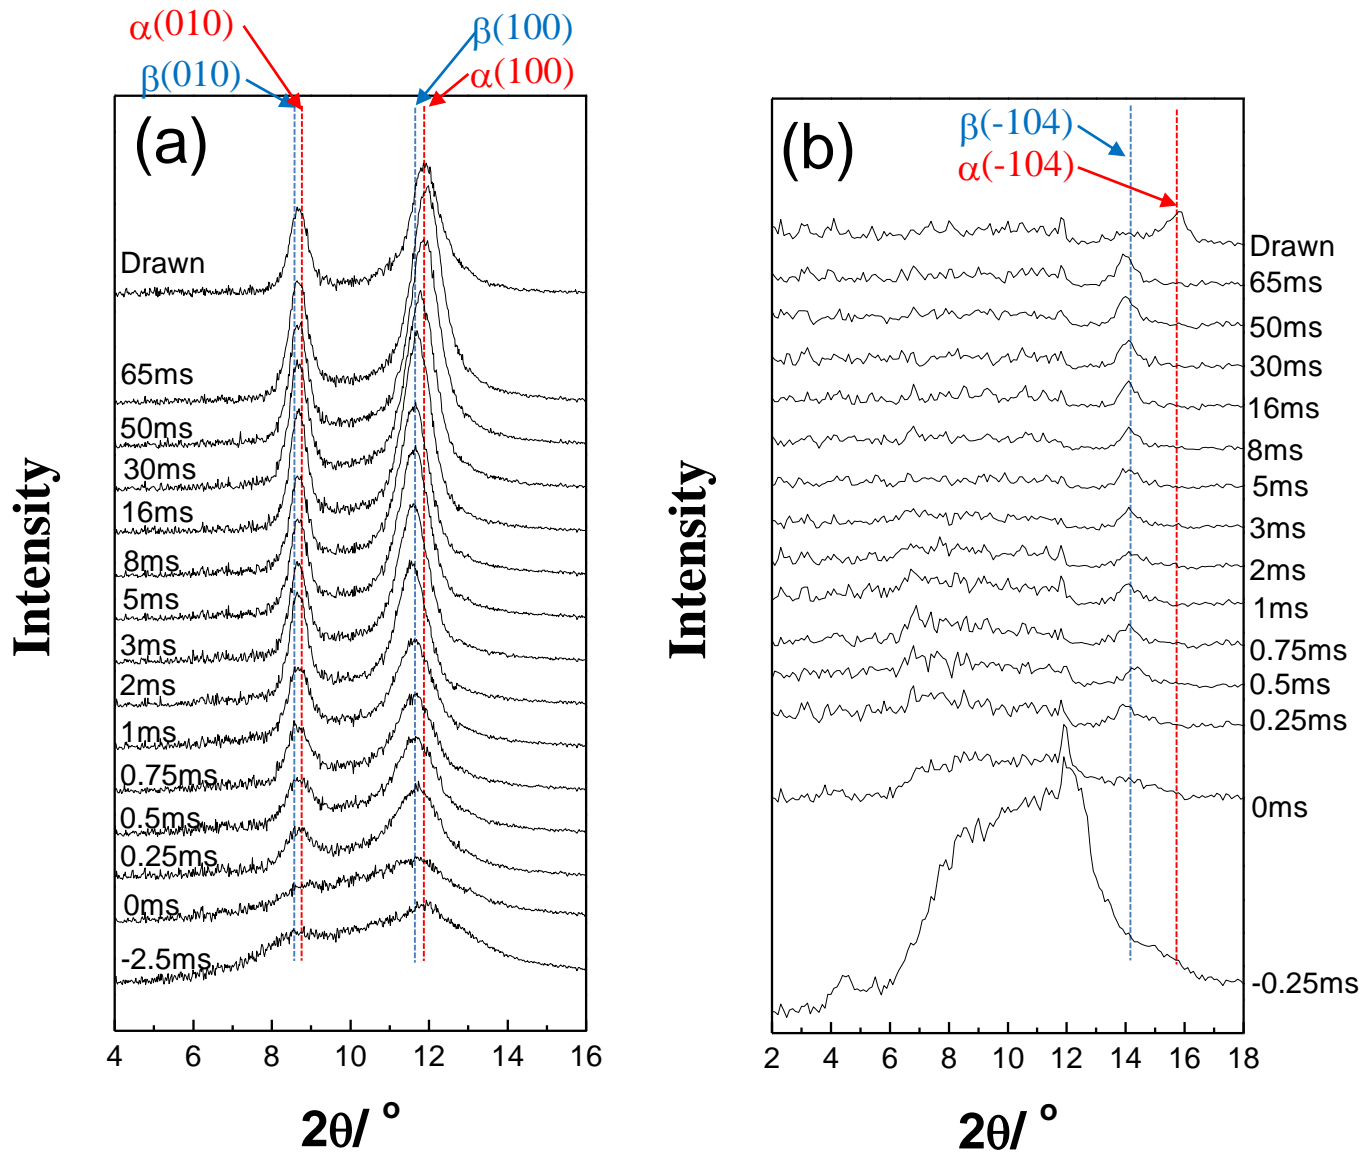 α(010)
β(010)
β(100)
α(100)
(a)
Drawn
65ms
50ms
30ms
16ms
8ms
5ms
3ms
2ms
1ms
0.75ms
0.5ms
0.25ms
0ms
-2.5ms
4 6 8 10 12 14 16
2θ/ °
Intensity
(b)
β(-104)
α(-104)
Drawn
65ms
50ms
30ms
16ms
8ms
5ms
3ms
2ms
1ms
0.75ms
0.5ms
0.25ms
0ms
-0.25ms
2 4 6 8 10 12 14 16 18
2θ/ °
Intensity